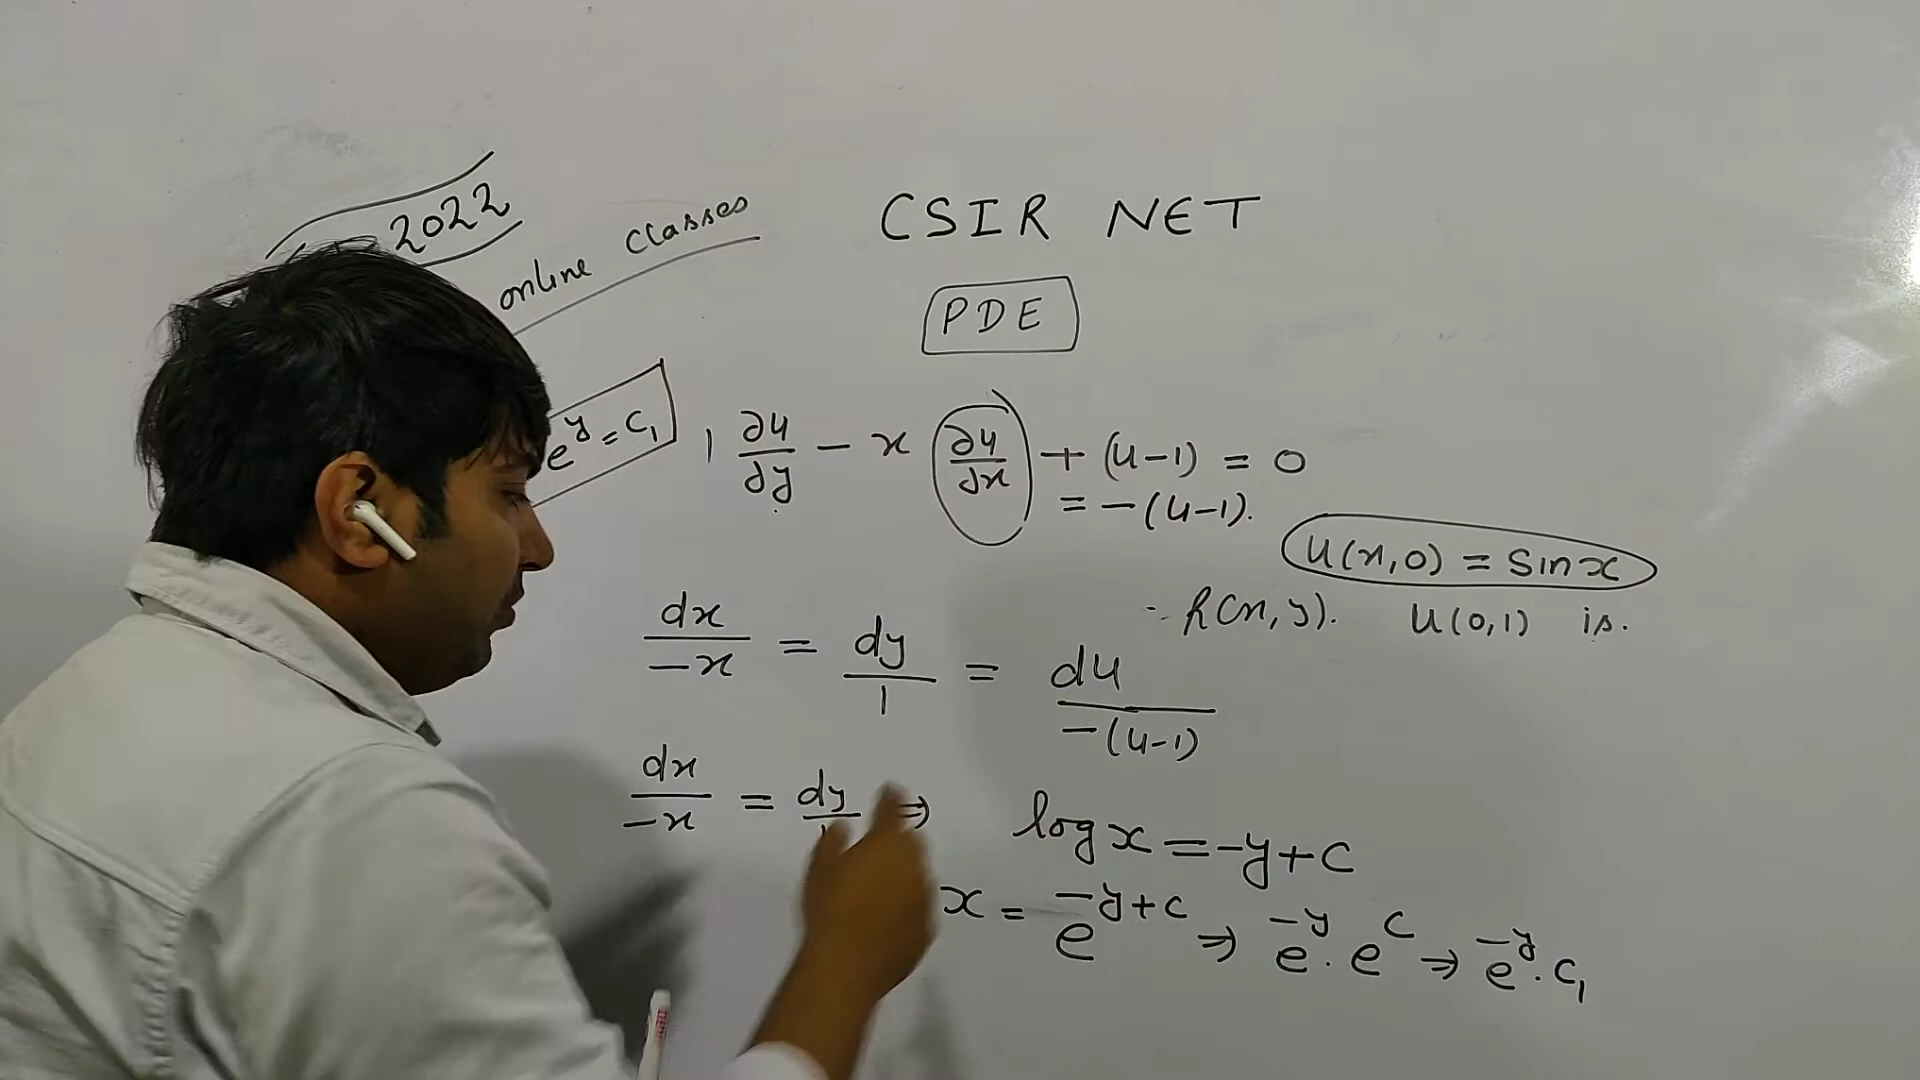 2022
online classes
CSIR NET
PDE
e^y = c₁
1 ∂u/∂y - x ∂u/∂x + (u-1) = 0
= -(u-1).
u(x,0) = sin x
R(x,y). u(0,1) is.
dx/-x = dy/1 = du/-(u-1)
dx/-x = dy/1 ⇒ log x = -y+c
x = e^(-y+c) ⇒ e^(-y) . e^c ⇒ e^(-y) . c₁